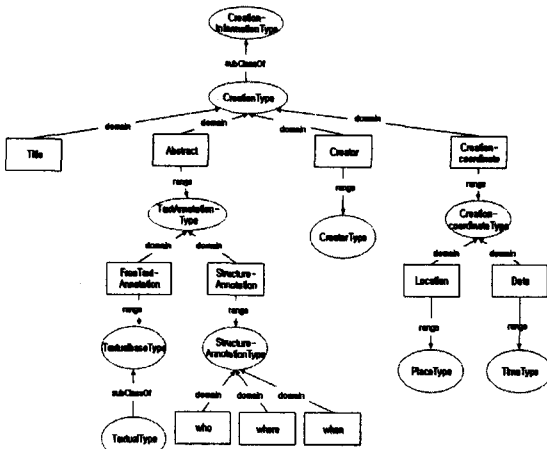 Creation-
InformationType
subClassOf
CreationType
domain domain domain domain
Title Abstract Creator Creation-
coordinate
range range range
TextAnnotation-
Type
CreatorType
Creation-
coordinateType
domain domain domain domain
FreeText-
Annotation
Structure-
Annotation
Location Date
range range range range
TextualBaseType
Structure-
AnnotationType
PlaceType TimeType
subClassOf domain domain domain
TextualType who where when